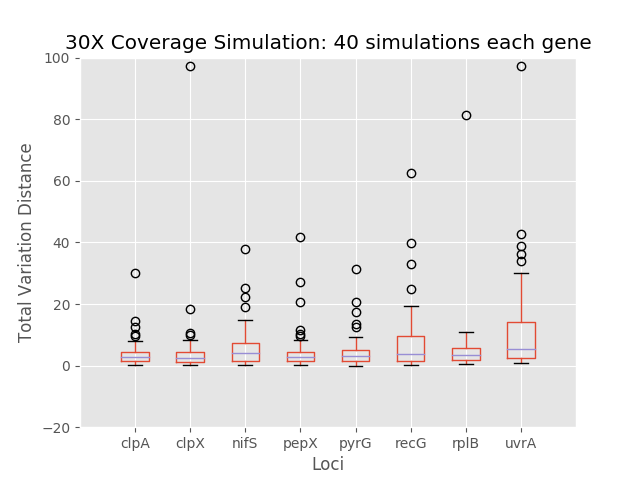 30X Coverage Simulation: 40 simulations each gene
Total Variation Distance
100
80
60
40
20
0
−20
clpA clpX nifS pepX pyrG recG rplB uvrA
Loci